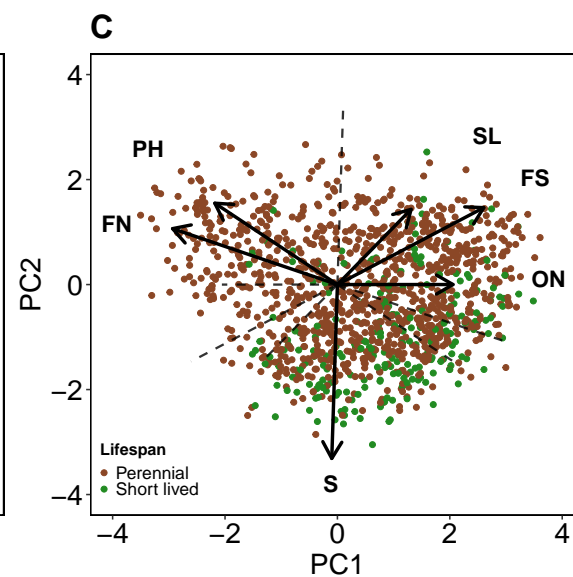 C
4
2
0
−2
−4
PC2
PH
SL
FS
FN
ON
S
Lifespan
Perennial
Short lived
−4
−2
0
2
4
PC1